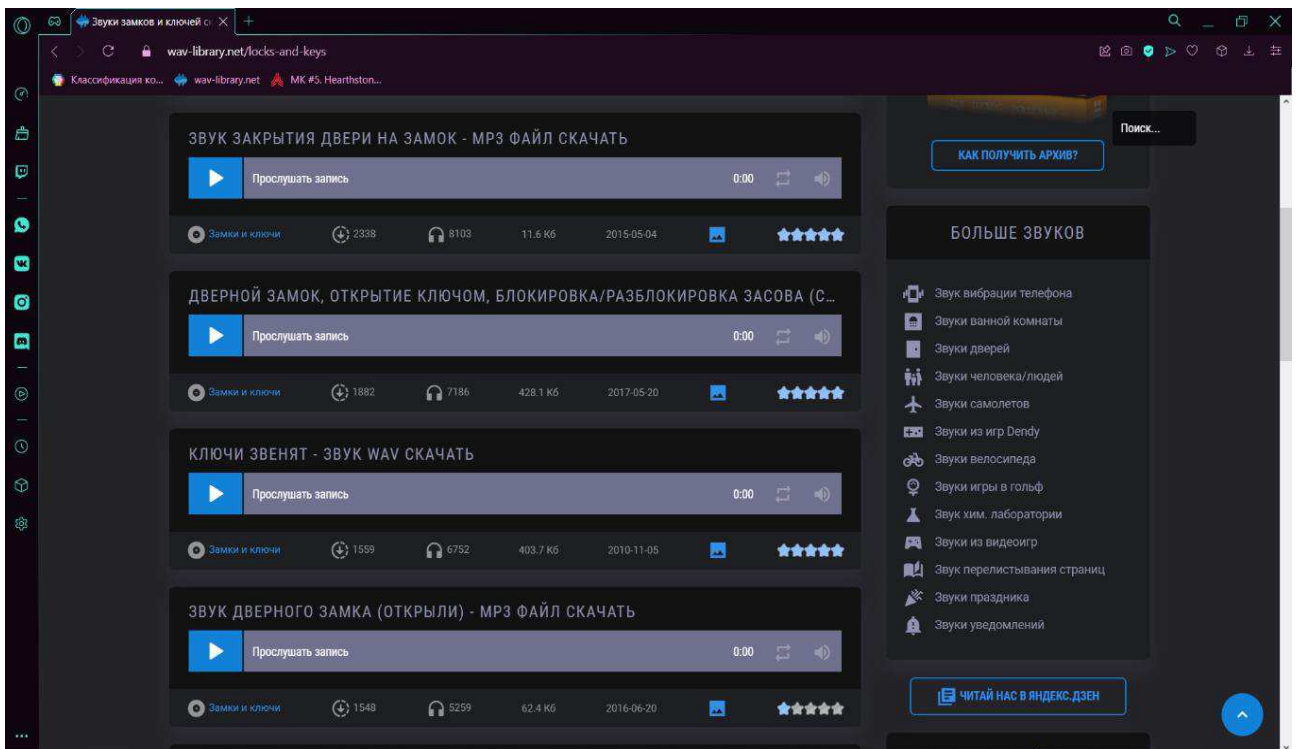 Звуки замков и ключей ск
wav-library.net/locks-and-keys
Классификация ко...
wav-library.net
MK #5. Hearthston...
Поиск...
КАК ПОЛУЧИТЬ АРХИВ?
ЗВУК ЗАКРЫТИЯ ДВЕРИ НА ЗАМОК - MP3 ФАЙЛ СКАЧАТЬ
Прослушать запись 0:00
Замки и ключи 2338 8103 11.6 Кб 2015-05-04
ДВЕРНОЙ ЗАМОК, ОТКРЫТИЕ КЛЮЧОМ, БЛОКИРОВКА/РАЗБЛОКИРОВКА ЗАСОВА (С...
Прослушать запись 0:00
Замки и ключи 1882 7186 428.1 Кб 2017-05-20
КЛЮЧИ ЗВЕНЯТ - ЗВУК WAV СКАЧАТЬ
Прослушать запись 0:00
Замки и ключи 1559 6752 403.7 Кб 2010-11-05
ЗВУК ДВЕРНОГО ЗАМКА (ОТКРЫЛИ) - MP3 ФАЙЛ СКАЧАТЬ
Прослушать запись 0:00
Замки и ключи 1548 5259 62.4 Кб 2016-06-20
БОЛЬШЕ ЗВУКОВ
Звук вибрации телефона
Звуки ванной комнаты
Звуки дверей
Звуки человека/людей
Звуки самолетов
Звуки из игр Dendy
Звуки велосипеда
Звуки игры в гольф
Звук хим. лаборатории
Звуки из видеоигр
Звук перелистывания страниц
Звуки праздника
Звуки уведомлений
ЧИТАЙ НАС В ЯНДЕКС.ДЗЕН